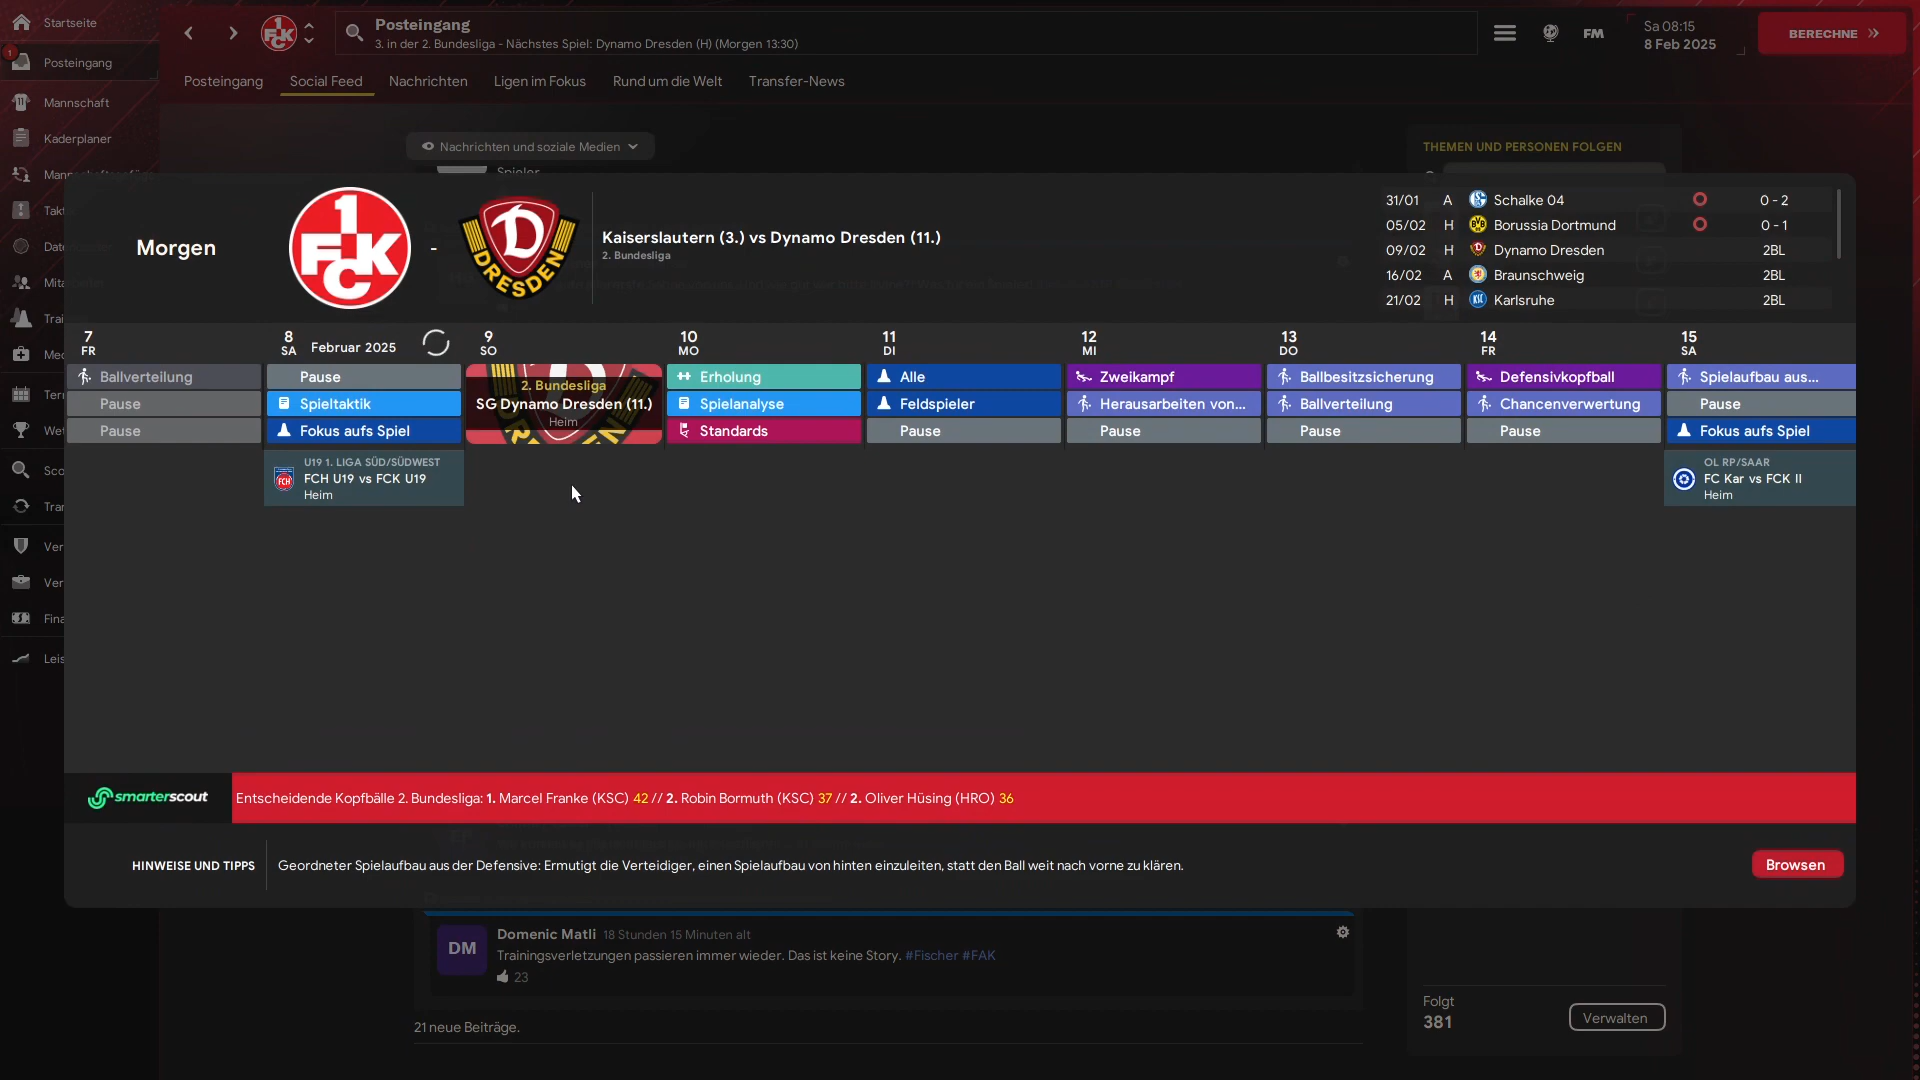 Startseite
Posteingang
3. in der 2. Bundesliga - Nächstes Spiel: Dynamo Dresden (H) (Morgen 13:30)
FM
Sa 08:15
8 Feb 2025
BERECHNE
1
Posteingang
Mannschaft
Kaderplaner
Posteingang
Social Feed
Nachrichten
Ligen im Fokus
Rund um die Welt
Transfer-News
Nachrichten und soziale Medien
THEMEN UND PERSONEN FOLGEN
Spieler
Morgen
1
FCK
-
D
DRESDEN
Kaiserslautern (3.) vs Dynamo Dresden (11.)
2. Bundesliga
31/01 A Schalke 04 0 - 2
05/02 H Borussia Dortmund 0 - 1
09/02 H Dynamo Dresden 2BL
16/02 A Braunschweig 2BL
21/02 H Karlsruhe 2BL
7 FR
8 SA
Februar 2025
9 SO
10 MO
11 DI
12 MI
13 DO
14 FR
15 SA
Ballverteilung
Pause
Pause
Pause
Spieltaktik
Fokus aufs Spiel
2. Bundesliga
SG Dynamo Dresden (11.)
Heim
Erholung
Spielanalyse
Standards
Alle
Feldspieler
Pause
Zweikampf
Herausarbeiten von...
Pause
Ballbesitzsicherung
Ballverteilung
Pause
Defensivkopfball
Chancenverwertung
Pause
Spielaufbau aus...
Pause
Fokus aufs Spiel
U19 1. LIGA SÜD/SÜDWEST
FCH U19 vs FCK U19
Heim
OL RP/SAAR
FC Kar vs FCK II
Heim
smarterscout
Entscheidende Kopfbälle 2. Bundesliga: 1. Marcel Franke (KSC) 42 // 2. Robin Bormuth (KSC) 37 // 2. Oliver Hüsing (HRO) 36
HINWEISE UND TIPPS
Geordneter Spielaufbau aus der Defensive: Ermutigt die Verteidiger, einen Spielaufbau von hinten einzuleiten, statt den Ball weit nach vorne zu klären.
Browsen
DM
Domenic Matli 18 Stunden 15 Minuten alt
Trainingsverletzungen passieren immer wieder. Das ist keine Story. #Fischer #FAK
23
21 neue Beiträge.
Folgt
381
Verwalten